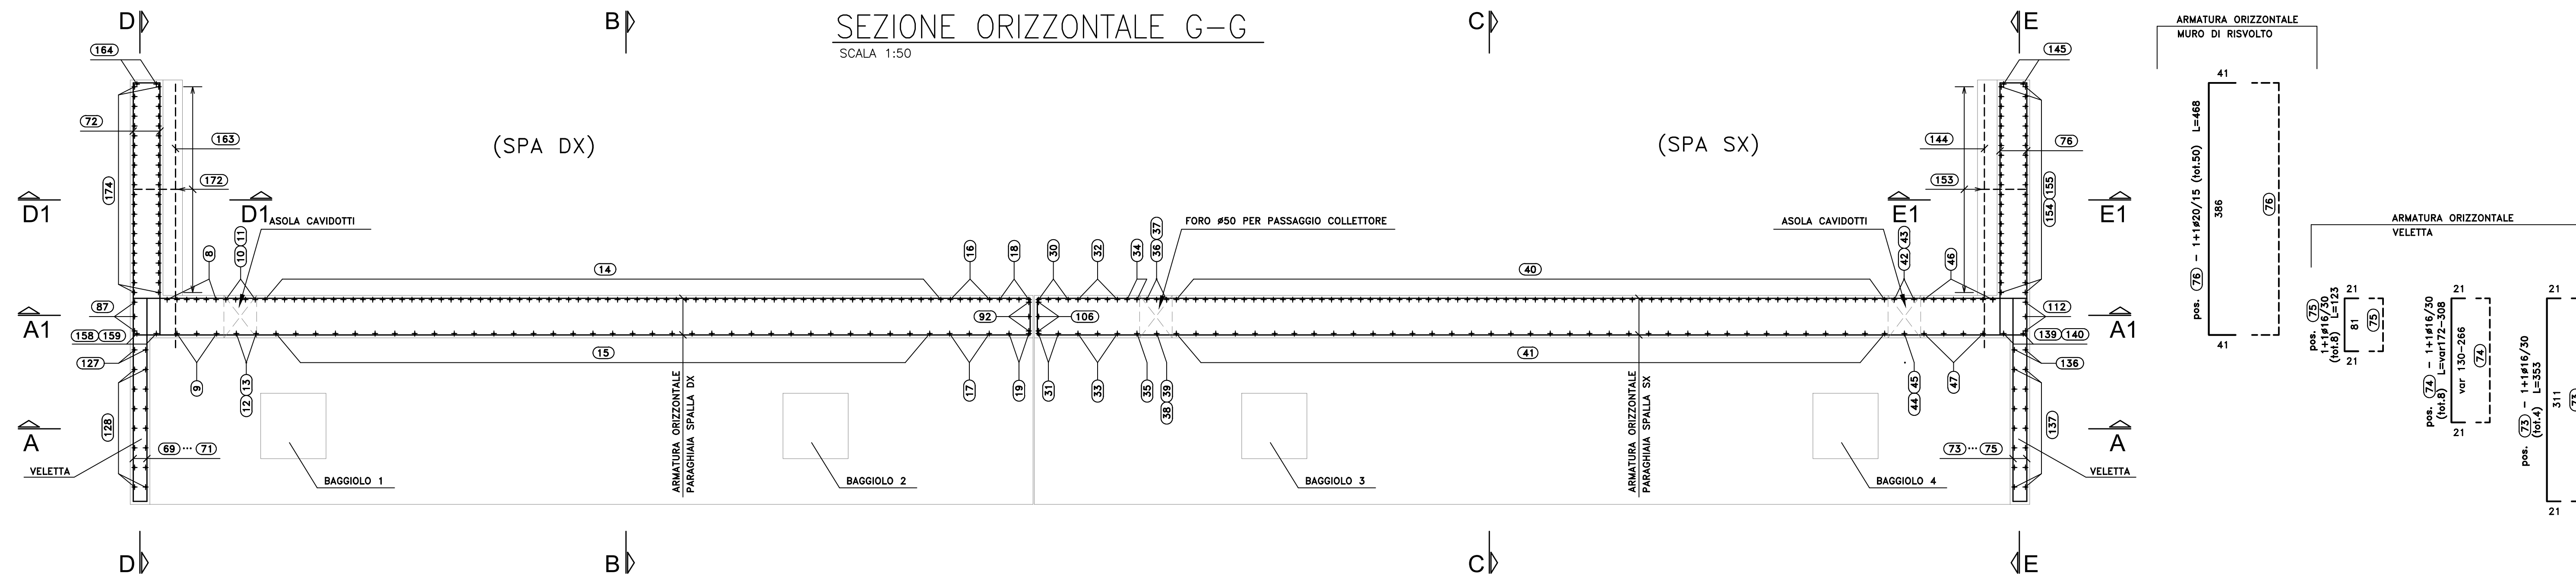 D
B
SEZIONE ORIZZONTALE G-G
SCALA 1:50
C
E
164
145
72
163
(SPA DX)
(SPA SX)
144
76
174
172
153
155
154
D1
D1
ASOLA CAVIDOTTI
FORO ø50 PER PASSAGGIO COLLETTORE
ASOLA CAVIDOTTI
E1
E1
8
10 11
14
16
18
30
32
34
36 37
40
42 43
46
87
A1
92
106
112
A1
158 159
139 140
127
15
41
136
9
12 13
17
19
31
33
35
38 39
44 45
47
128
A
69 ... 71
VELETTA
BAGGIOLO 1
ARMATURA ORIZZONTALE
PARAGHIAIA SPALLA DX
BAGGIOLO 2
BAGGIOLO 3
ARMATURA ORIZZONTALE
PARAGHIAIA SPALLA SX
BAGGIOLO 4
73 ... 75
137
A
VELETTA
D
B
C
E
ARMATURA ORIZZONTALE
MURO DI RISVOLTO
41
pos. 76 - 1+1ø20/15 (tot.50) L=468
386
76
41
ARMATURA ORIZZONTALE
VELETTA
pos. 75
1+1ø16/30
(tot.8) L=123
21
81
75
21
pos. 74 - 1+1ø16/30
(tot.8) L=var172-308
21
var 130-266
74
21
pos. 73 - 1+1ø16/30
(tot.4) L=353
21
311
73
21